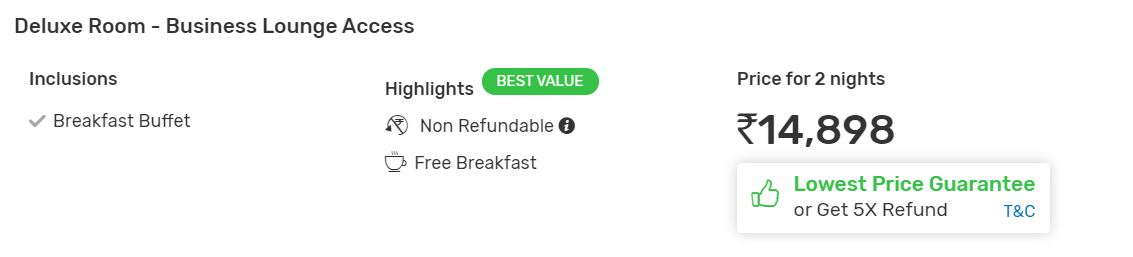 Deluxe Room - Business Lounge Access
Inclusions
Breakfast Buffet
Highlights BEST VALUE
Non Refundable
Free Breakfast
Price for 2 nights
₹14,898
Lowest Price Guarantee
or Get 5X Refund T&C